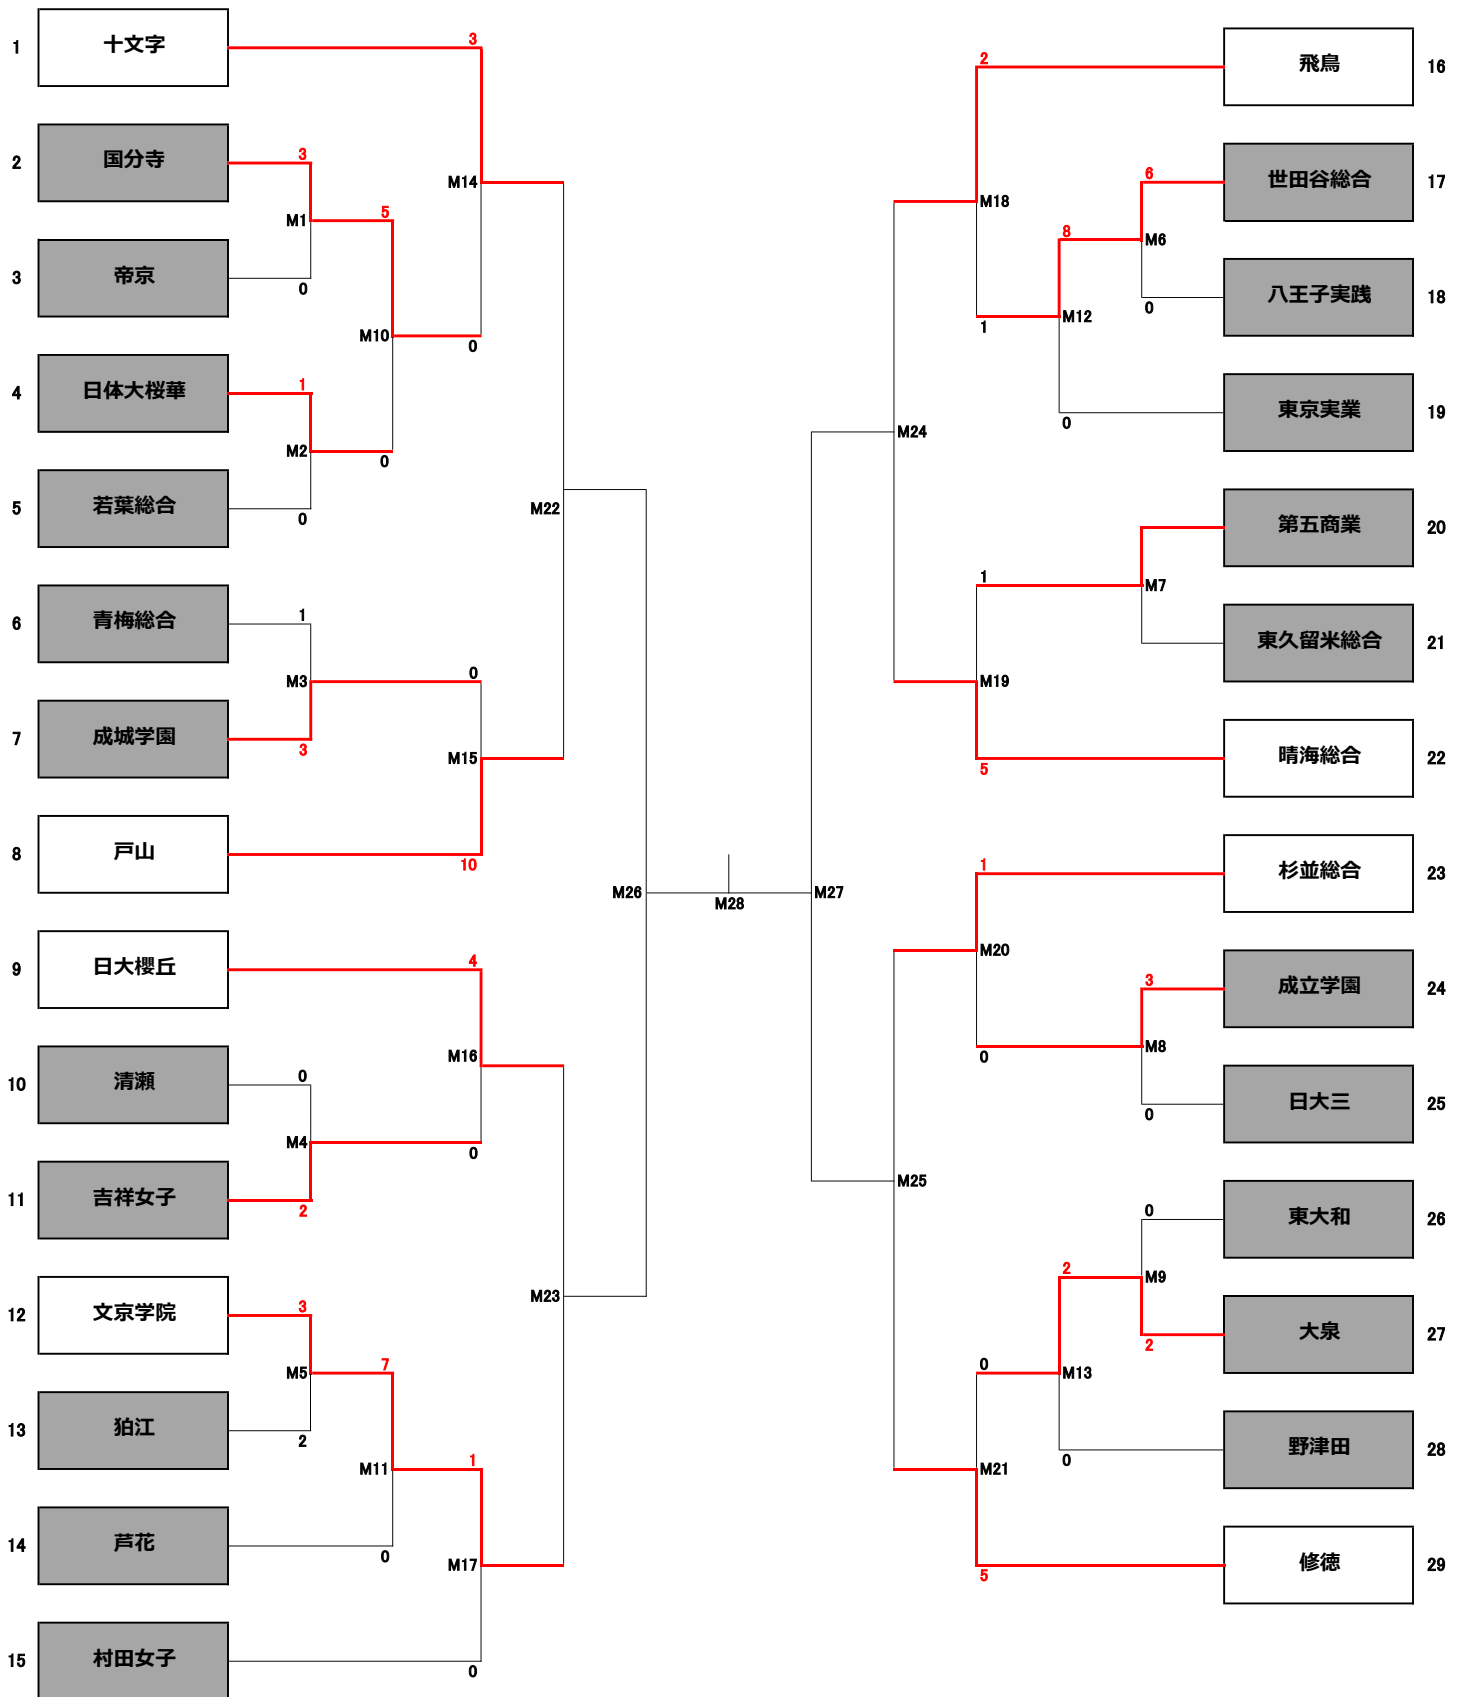 1 十文字 3
2 国分寺 3
M1
3 帝京 0
M14
5
M10
0
4 日体大桜華 1
M2
0
5 若葉総合 0
M22
6 青梅総合 1
M3
0
7 成城学園 3
M15
8 戸山 10
M26
M28
9 日大櫻丘 4
M16
10 清瀬 0
M4
0
11 吉祥女子 2
M23
12 文京学院 3
M5
7
13 狛江 2
M11
1
14 芦花 0
M17
15 村田女子 0
2 飛鳥 16
M18
6 世田谷総合 17
8
M6
0 八王子実践 18
1
M12
0 東京実業 19
M24
第五商業 20
1
M7
東久留米総合 21
M19
5 晴海総合 22
M27
1 杉並総合 23
M20
3 成立学園 24
0
M8
0 日大三 25
M25
0 東大和 26
2
M9
2 大泉 27
0
M13
0 野津田 28
M21
5 修徳 29